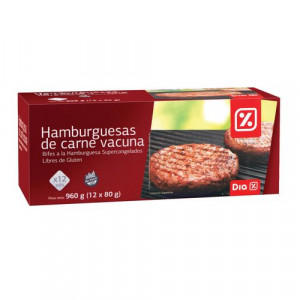 Hamburguesas
de carne vacuna
Bifes a la Hamburguesa Supercongelados
Libres de Gluten
x12
960 g (12 x 80 g)
%
Dia %